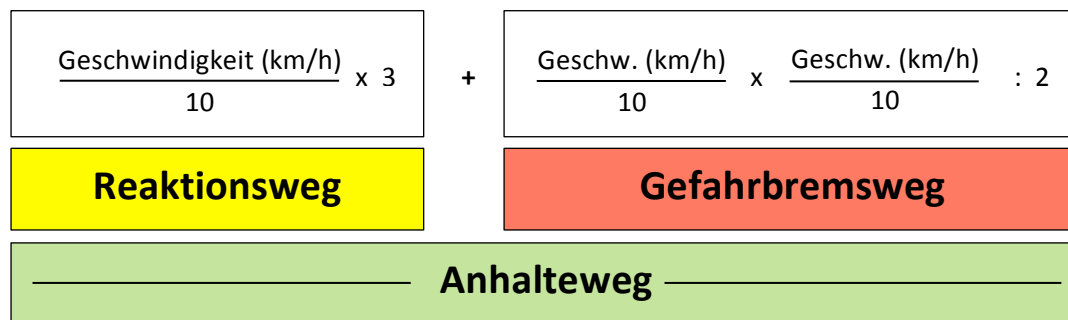 Geschwindigkeit (km/h) x 3 + Geschw. (km/h) x Geschw. (km/h) : 2
10 10 10
Reaktionsweg Gefahrbremsweg
Anhalteweg